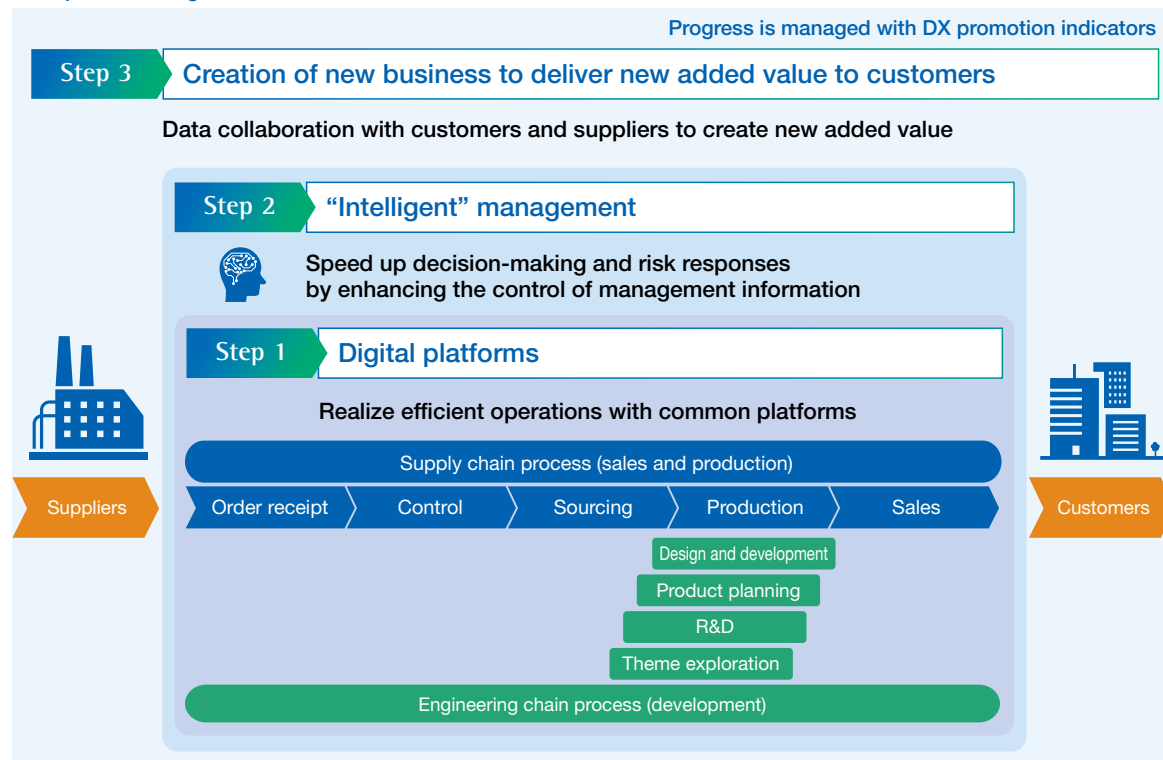 Progress is managed with DX promotion indicators
Step 3
Creation of new business to deliver new added value to customers
Data collaboration with customers and suppliers to create new added value
Step 2
“Intelligent” management
Speed up decision-making and risk responses
by enhancing the control of management information
Step 1
Digital platforms
Realize efficient operations with common platforms
Supply chain process (sales and production)
Suppliers
Order receipt
Control
Sourcing
Production
Sales
Customers
Design and development
Product planning
R&D
Theme exploration
Engineering chain process (development)